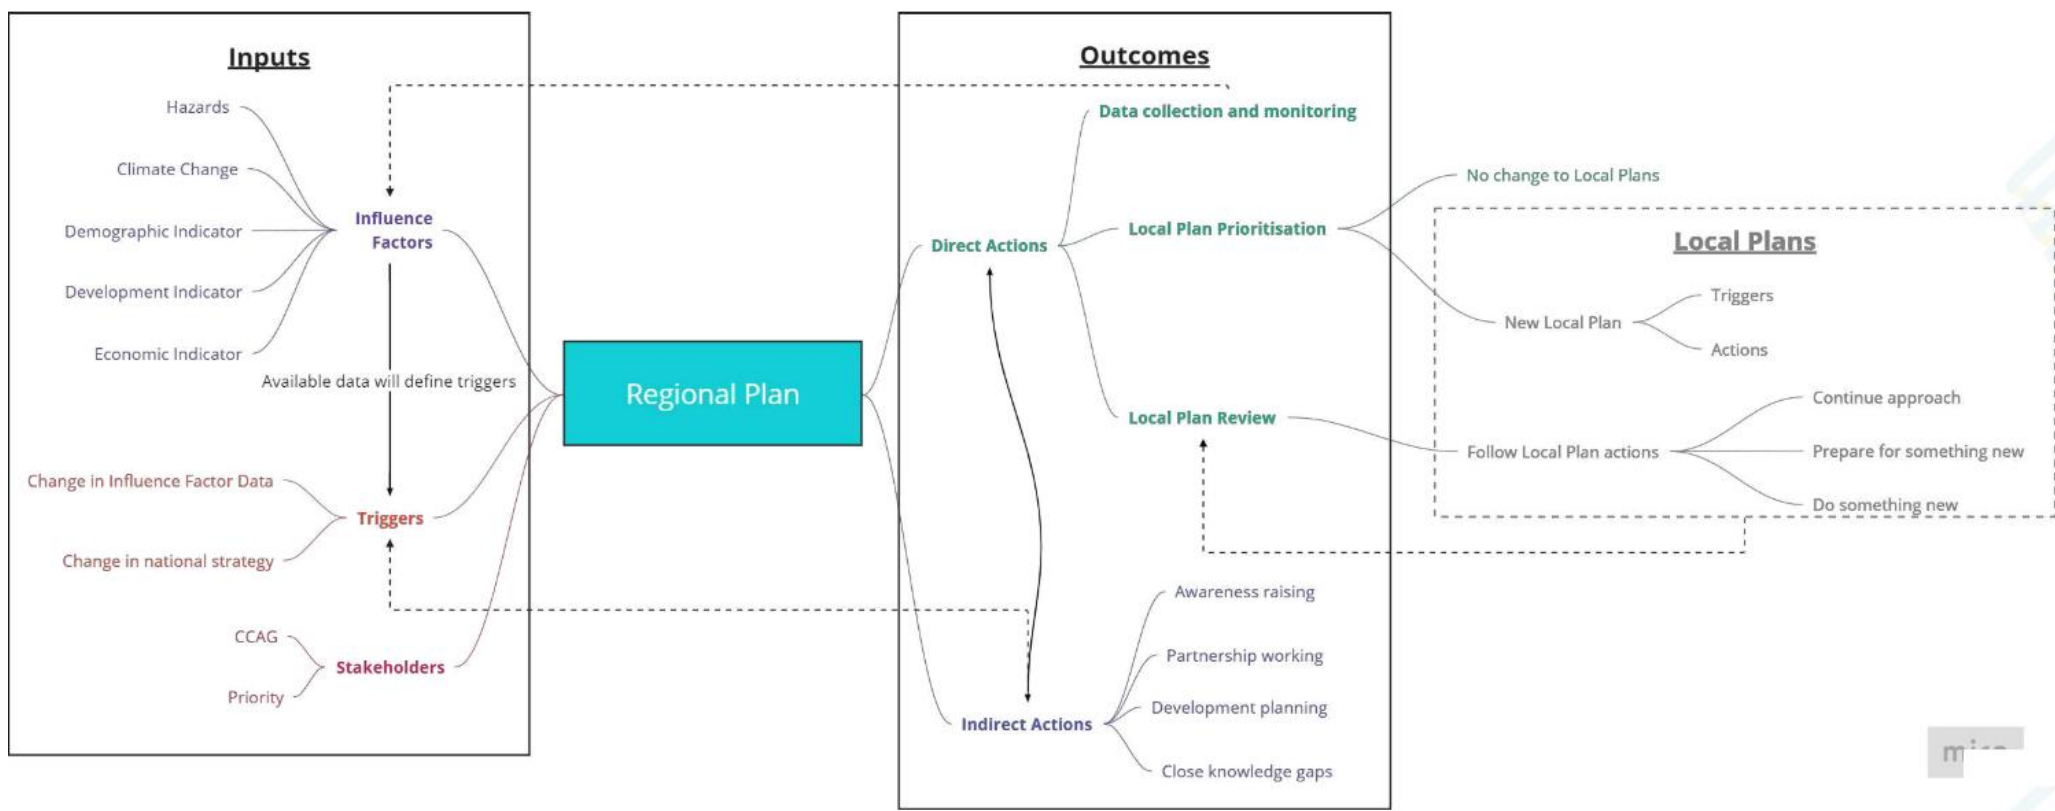 Inputs
Hazards
Climate Change
Demographic Indicator
Development Indicator
Economic Indicator
Influence
Factors
Available data will define triggers
Change in Influence Factor Data
Change in national strategy
Triggers
CCAG
Priority
Stakeholders
Regional Plan
Outcomes
Direct Actions
Data collection and monitoring
Local Plan Prioritisation
Local Plan Review
Indirect Actions
Awareness raising
Partnership working
Development planning
Close knowledge gaps
No change to Local Plans
Local Plans
New Local Plan
Triggers
Actions
Follow Local Plan actions
Continue approach
Prepare for something new
Do something new